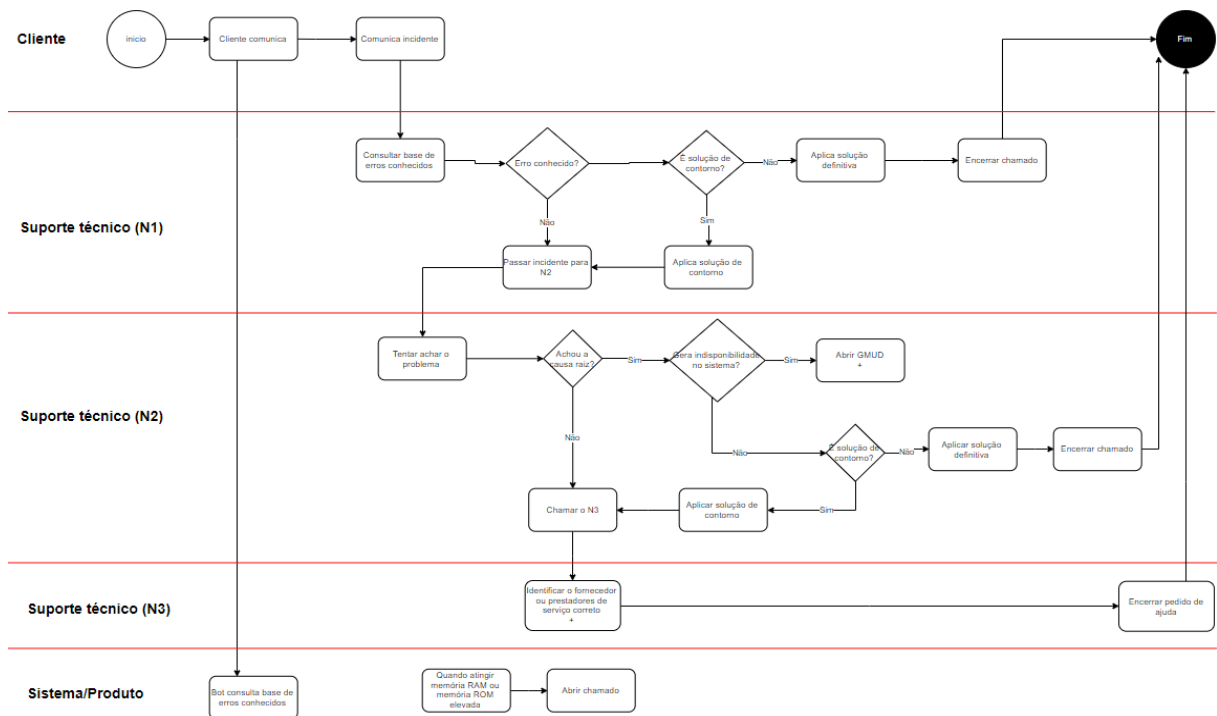 Cliente
inicio
Cliente comunica
Comunica incidente
Fim
Suporte técnico (N1)
Consultar base de
erros conhecidos
Erro conhecido?
É solução de
contorno?
Não
Aplica solução
definitiva
Encerrar chamado
Não
Sim
Passar incidente para
N2
Aplica solução de
contorno
Suporte técnico (N2)
Tentar achar o
problema
Achou a
causa raiz?
Sim
Gera indisponibilidade
no sistema?
Sim
Abrir GMUD
+
Não
Não
É solução de
contorno?
Não
Aplicar solução
definitiva
Encerrar chamado
Chamar o N3
Aplicar solução de
contorno
Sim
Suporte técnico (N3)
Identificar o fornecedor
ou prestadores de
serviço correto
+
Encerrar pedido de
ajuda
Sistema/Produto
Bot consulta base de
erros conhecidos
Quando atingir
memória RAM ou
memória ROM
elevada
Abrir chamado